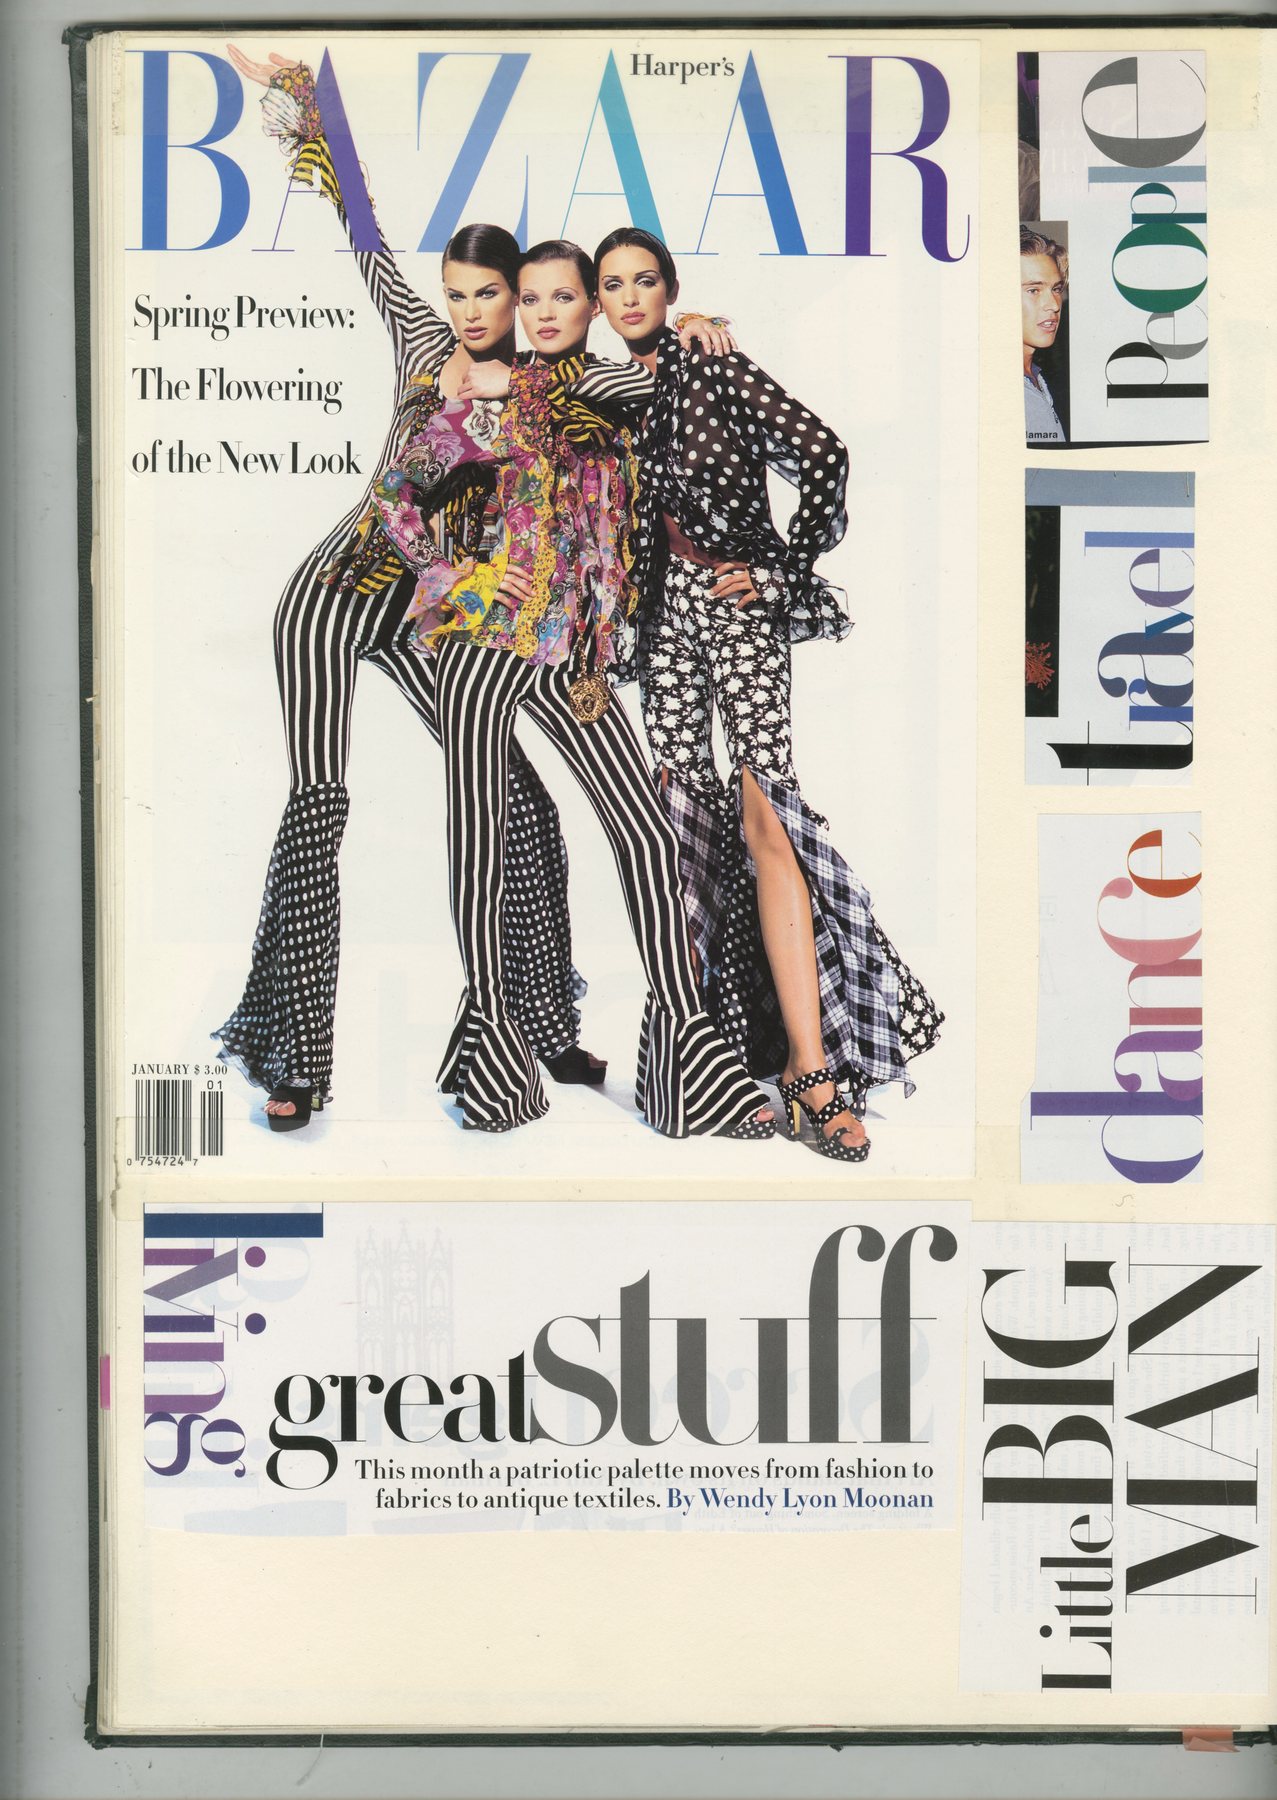 BAZAAR
Harper's
Spring Preview:
The Flowering
of the New Look
JANUARY $ 3.00
01
0 754724 7
people
lamara
travel
dance
living
greatstuff
This month a patriotic palette moves from fashion to
fabrics to antique textiles. By Wendy Lyon Moonan
Little BIG
MAN